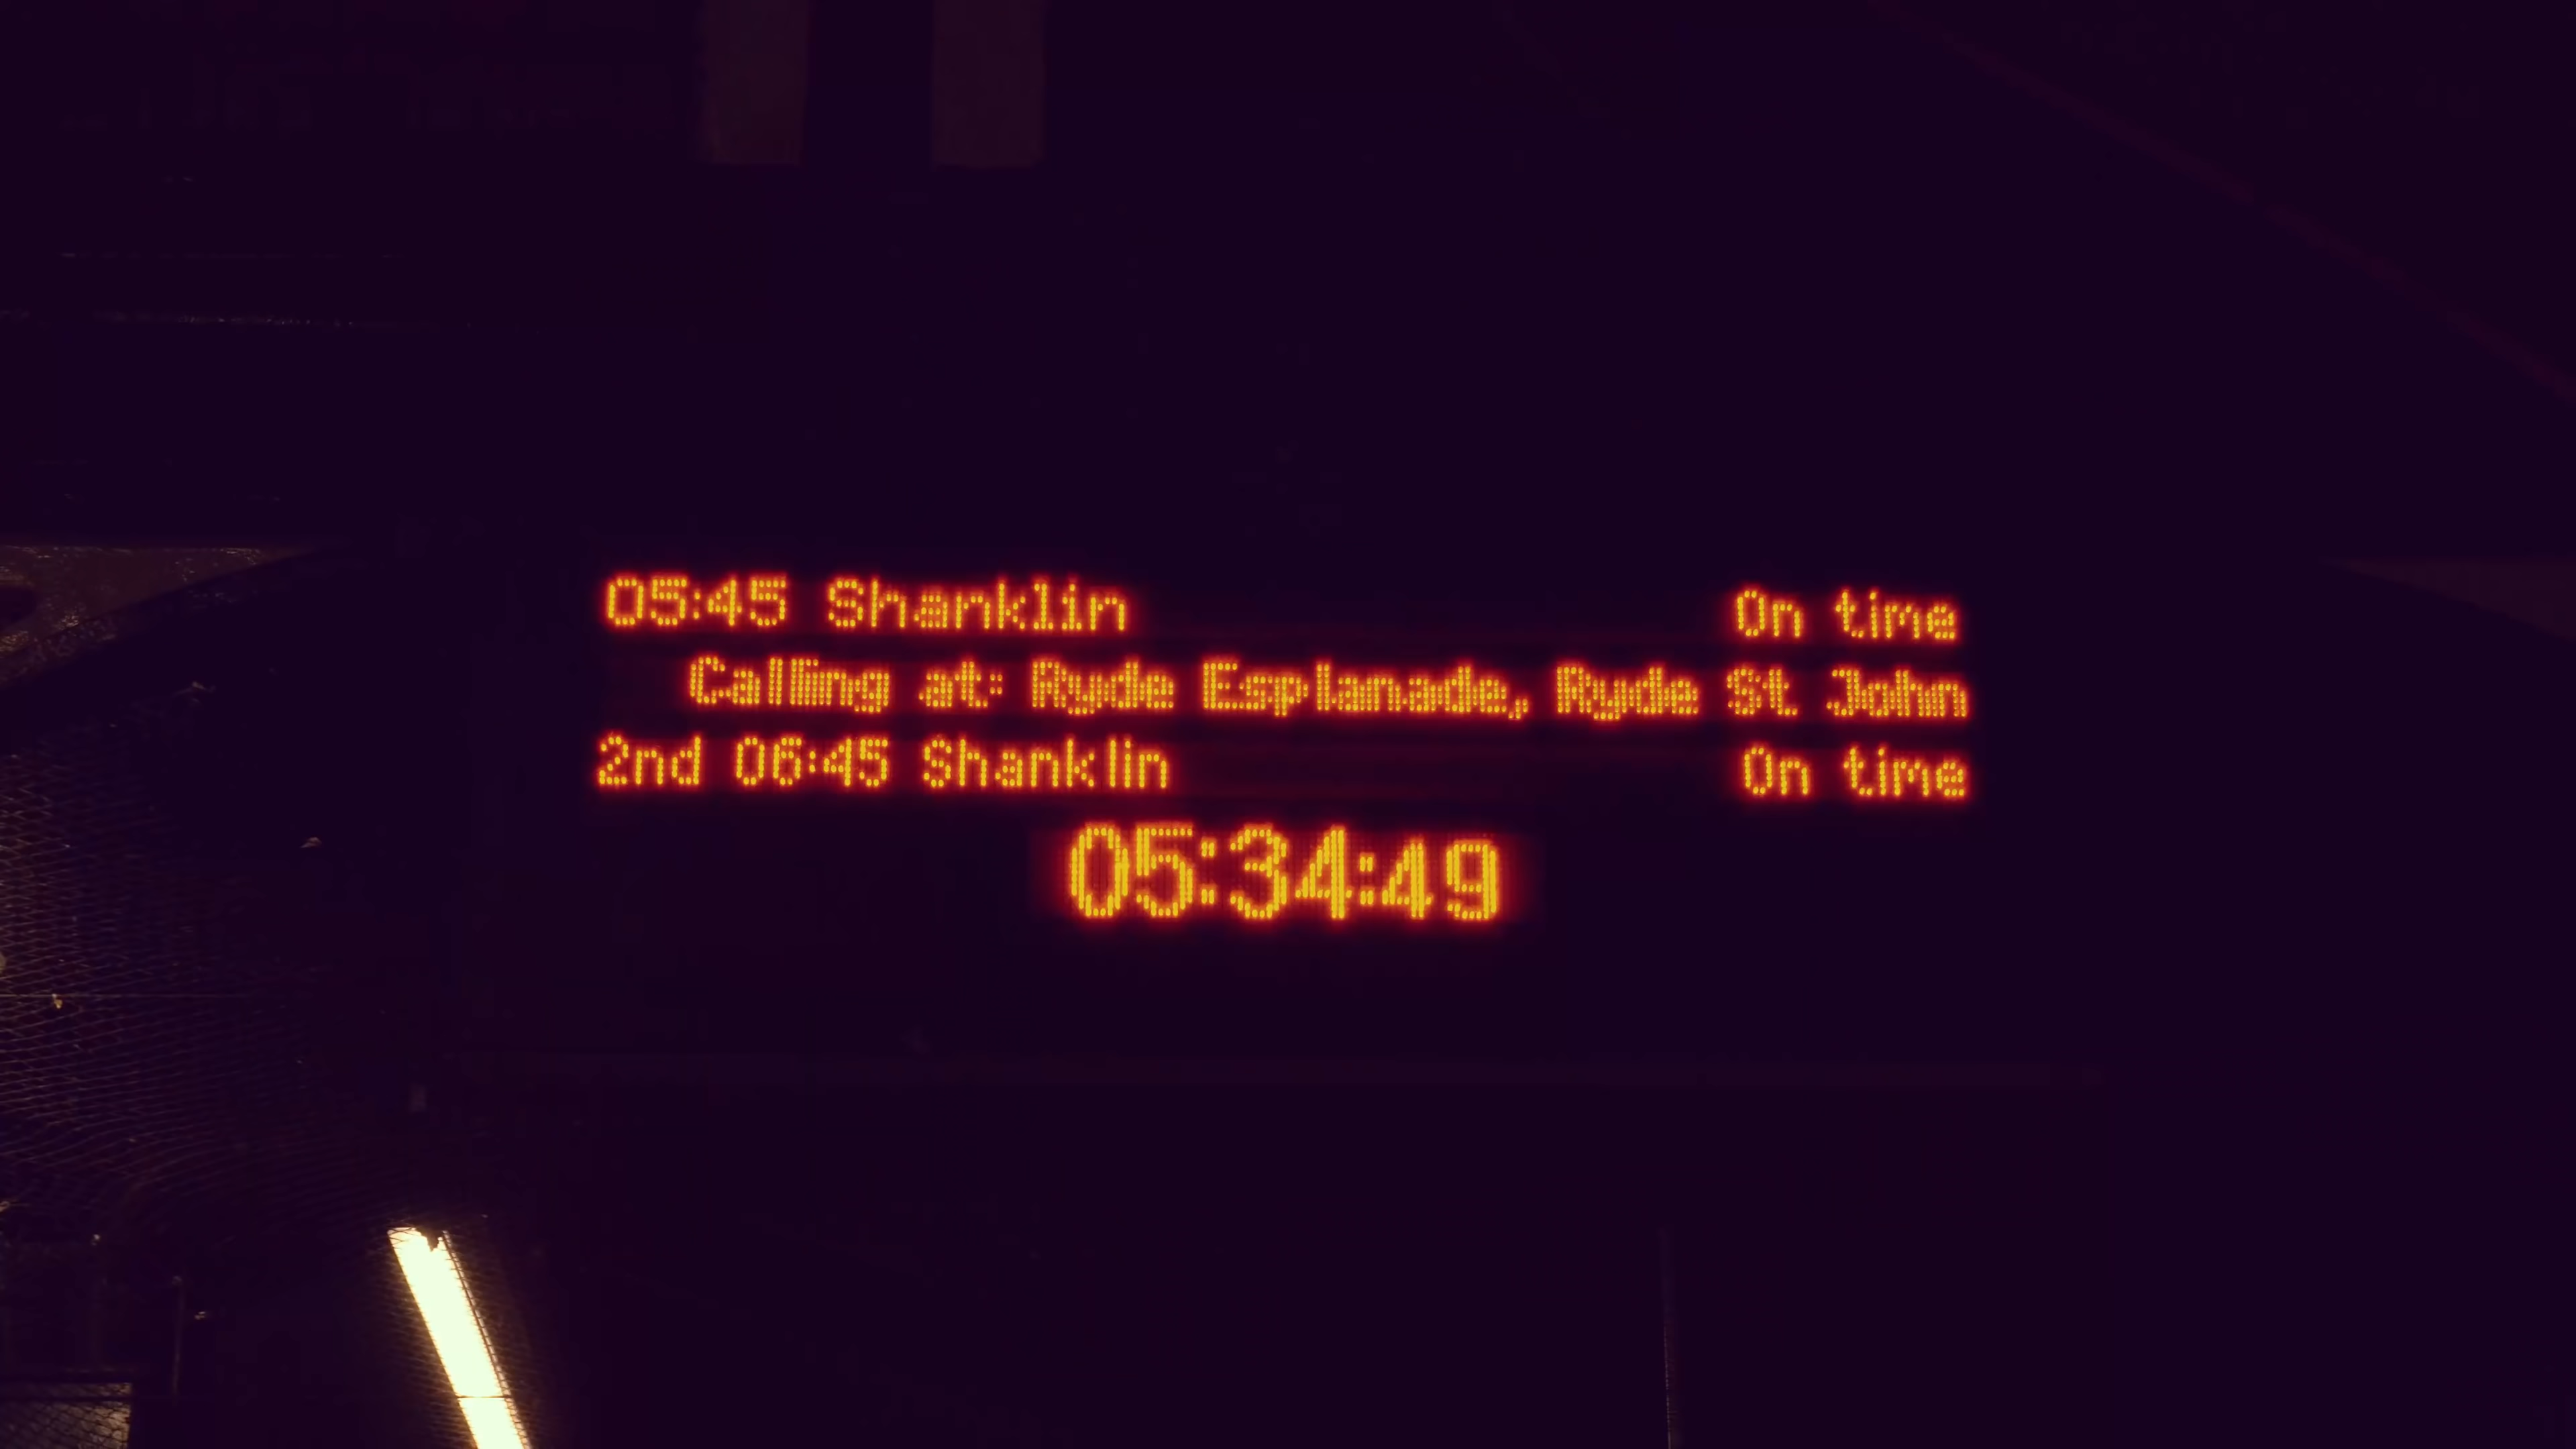 05:45 Shanklin On time
Calling at: Ryde Esplanade, Ryde St John
2nd 06:45 Shanklin On time
05:34:49